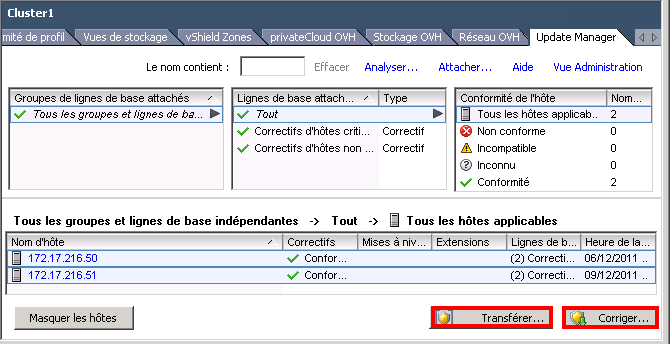 Cluster1
mité de profil Vues de stockage vShield Zones privateCloud OVH Stockage OVH Réseau OVH Update Manager
Le nom contient : Effacer Analyser... Attacher... Aide Vue Administration
Groupes de lignes de base attachés
Tous les groupes et lignes de ba...
Lignes de base attach... Type
Tout
Correctifs d'hôtes criti... Correctif
Correctifs d'hôtes non ... Correctif
Conformité de l'hôte Nom...
Tous les hôtes applicab... 2
Non conforme 0
Incompatible 0
Inconnu 0
Conformité 2
Tous les groupes et lignes de base indépendantes -> Tout -> Tous les hôtes applicables
Nom d'hôte Correctifs Mises à niv... Extensions Lignes de b... Heure de la...
172.17.216.50 Confor... (2) Correcti... 06/12/2011 ...
172.17.216.51 Confor... (2) Correcti... 09/12/2011 ...
Masquer les hôtes Transférer... Corriger...